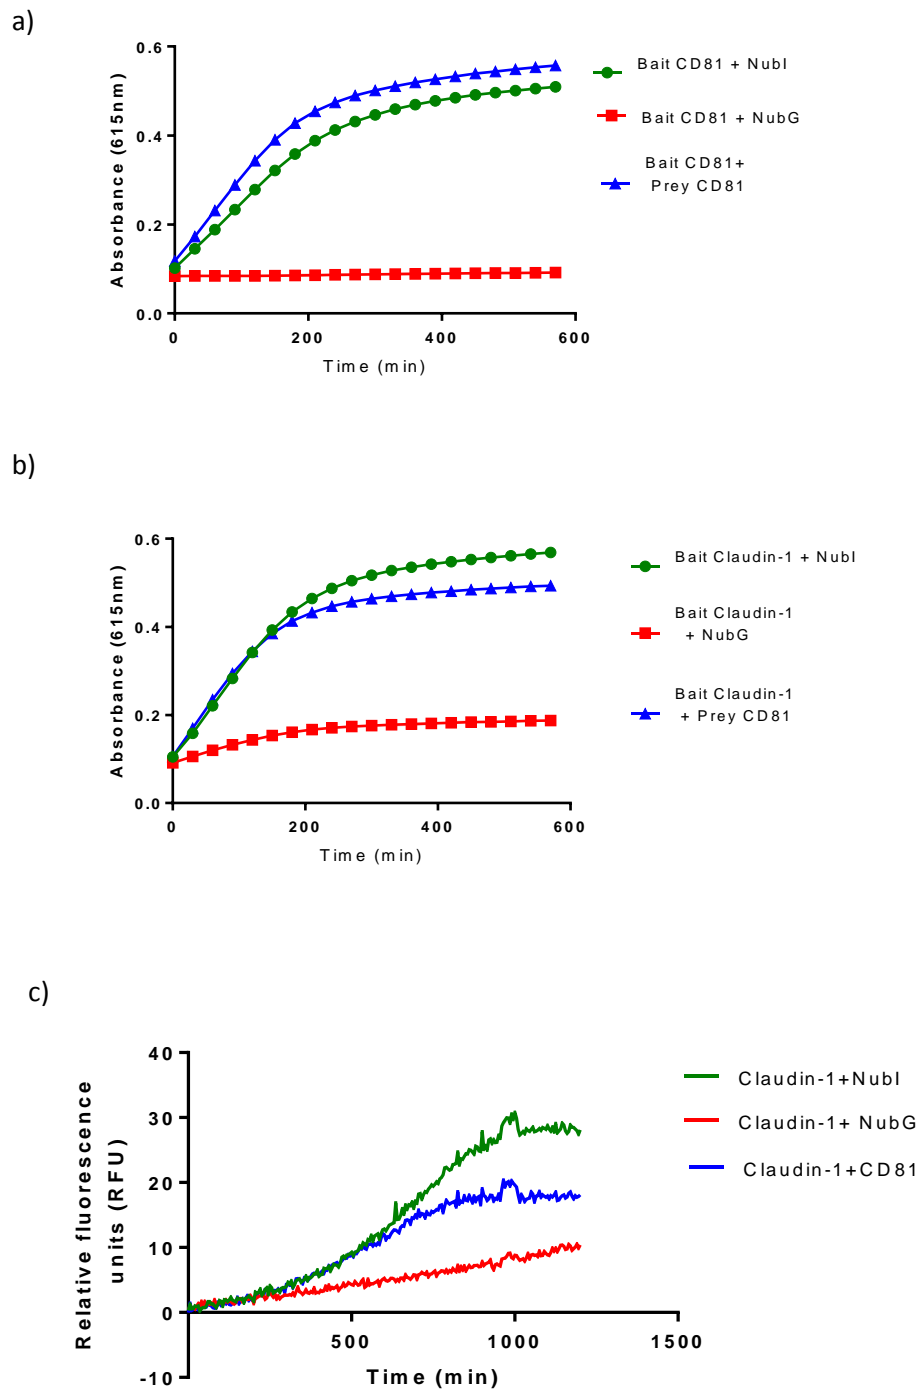 a)
0.6
0.4
0.2
0.0
Absorbance (615nm)
0 200 400 600
Time (min)
Bait CD81 + NubI
Bait CD81 + NubG
Bait CD81+
Prey CD81
b)
0.6
0.4
0.2
0.0
Absorbance (615nm)
0 200 400 600
Time (min)
Bait Claudin-1 + NubI
Bait Claudin-1
+ NubG
Bait Claudin-1
+ Prey CD81
c)
40
30
20
10
0
-10
Relative fluorescence
units (RFU)
500 1000 1500
Time (min)
Claudin-1+NubI
Claudin-1+ NubG
Claudin-1+CD81